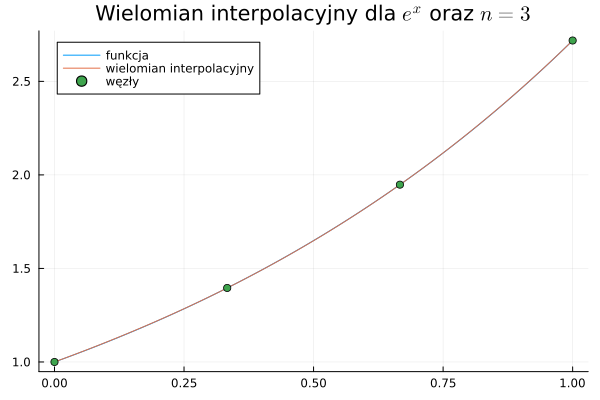 Wielomian interpolacyjny dla $e^x$ oraz $n = 3$
funkcja
wielomian interpolacyjny
węzły
2.5
2.0
1.5
1.0
0.00 0.25 0.50 0.75 1.00